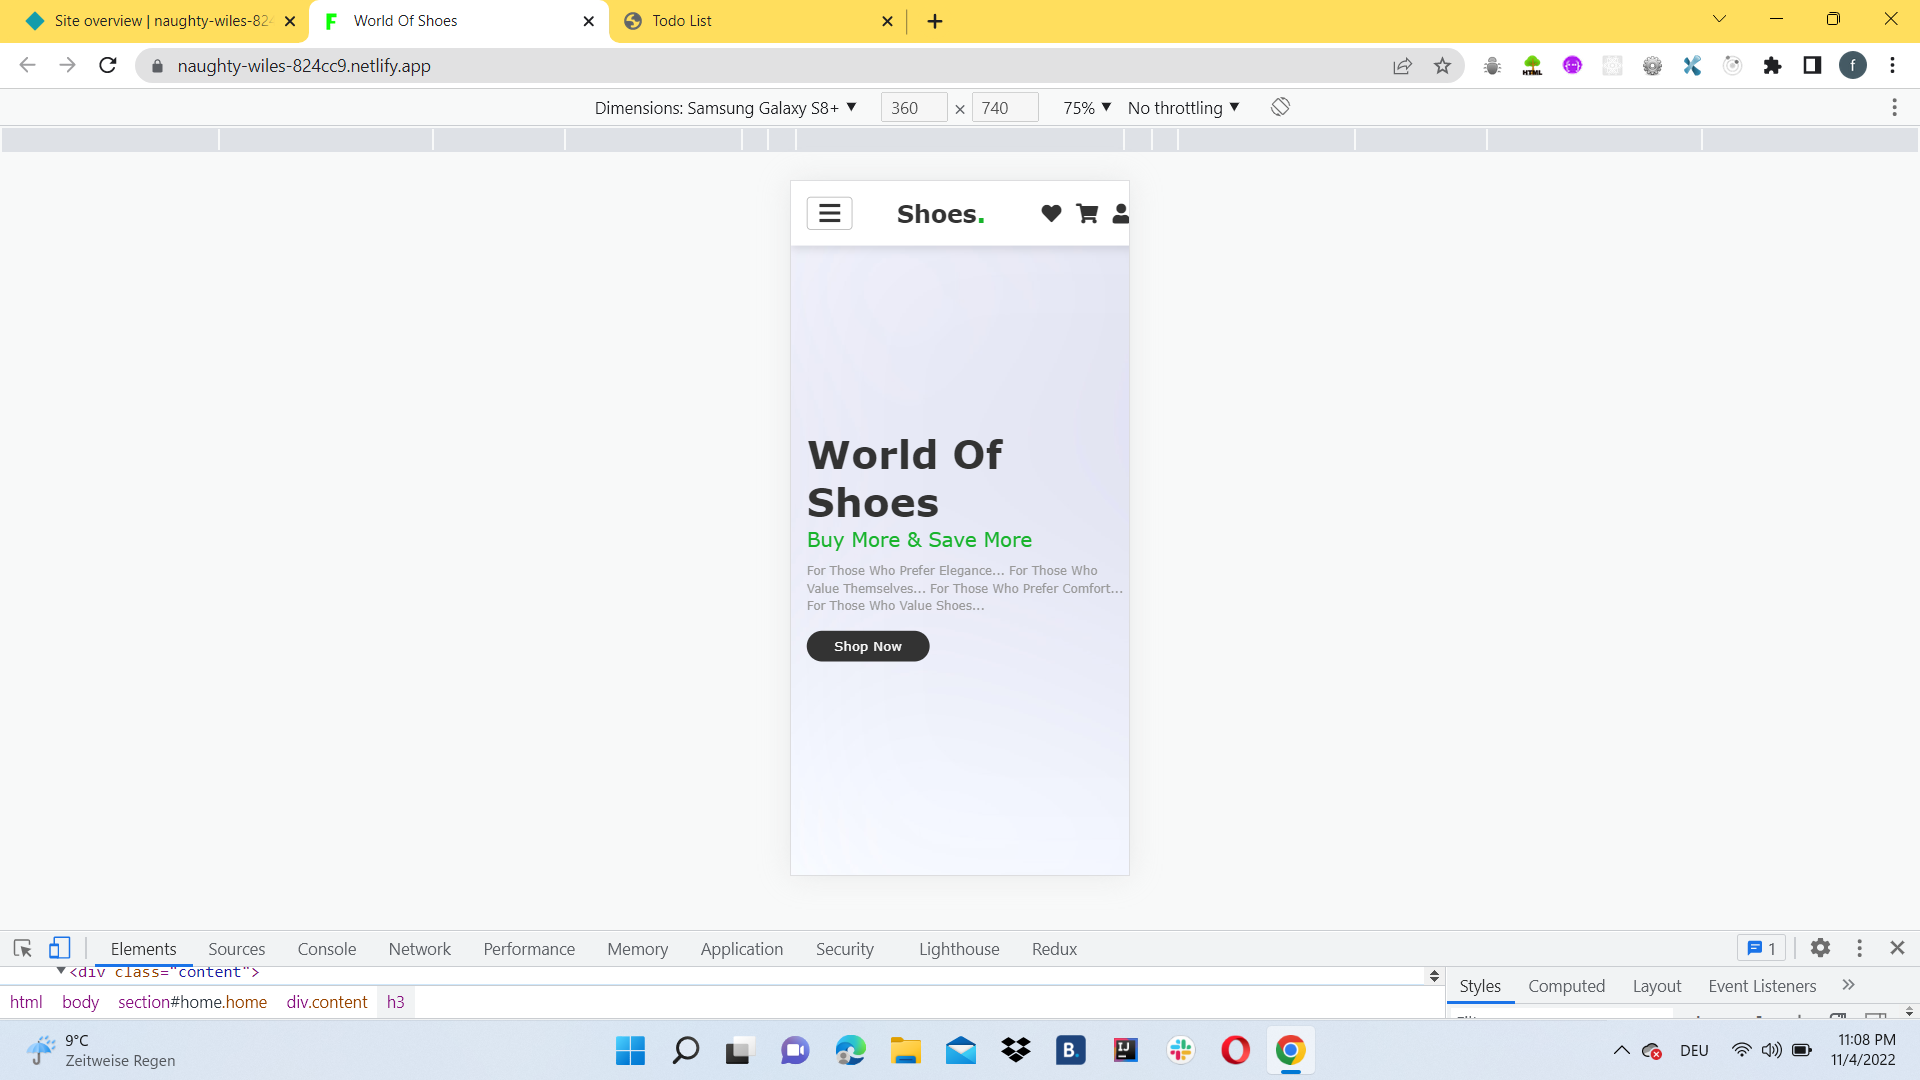 Site overview | naughty-wiles-824
World Of Shoes
Todo List
naughty-wiles-824cc9.netlify.app
HTML
f
Dimensions: Samsung Galaxy S8+ 360 × 740 75% No throttling
Shoes.
World Of
Shoes
Buy More & Save More
For Those Who Prefer Elegance... For Those Who
Value Themselves... For Those Who Prefer Comfort...
For Those Who Value Shoes...
Shop Now
Elements Sources Console Network Performance Memory Application Security Lighthouse Redux 1
<div class="content">
html body section#home.home div.content h3
Styles Computed Layout Event Listeners
9°C
Zeitweise Regen
B.
IJ
DEU
11:08 PM
11/4/2022